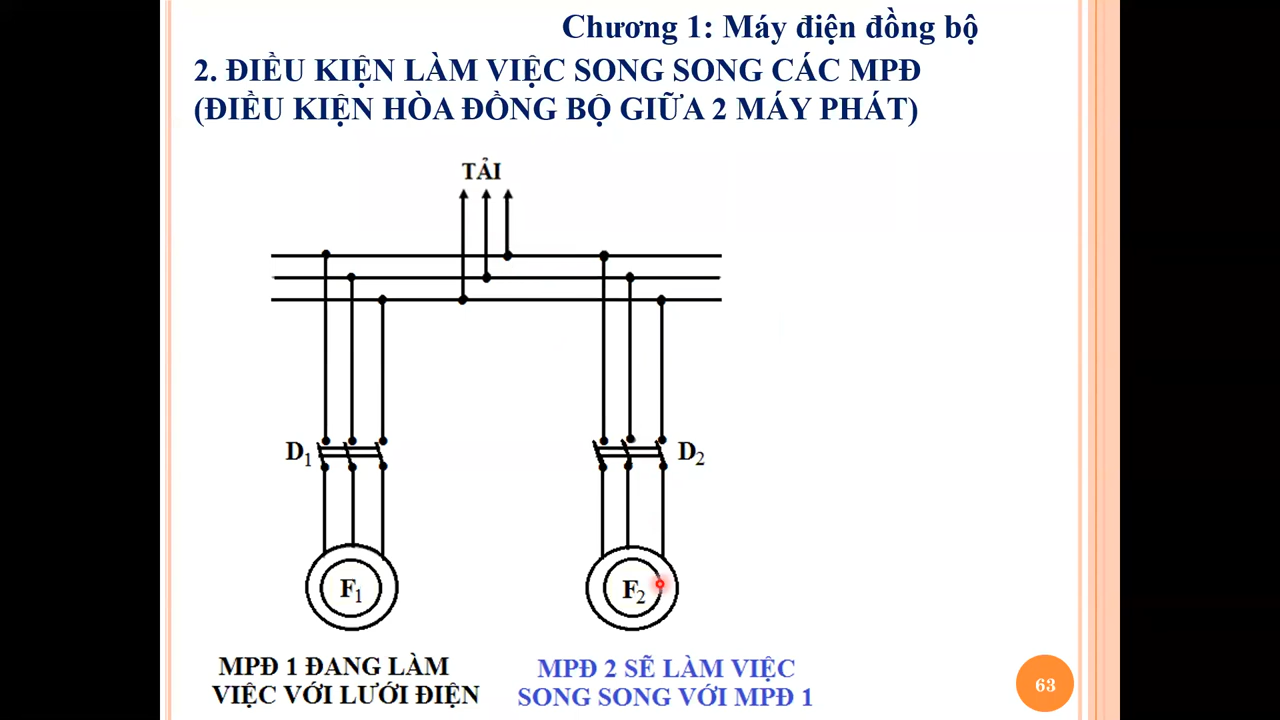 Chương 1: Máy điện đồng bộ
2. ĐIỀU KIỆN LÀM VIỆC SONG SONG CÁC MPĐ
(ĐIỀU KIỆN HÒA ĐỒNG BỘ GIỮA 2 MÁY PHÁT)
TẢI
D1
D2
F1
F2
MPĐ 1 ĐANG LÀM
VIỆC VỚI LƯỚI ĐIỆN
MPĐ 2 SẼ LÀM VIỆC
SONG SONG VỚI MPĐ 1
63